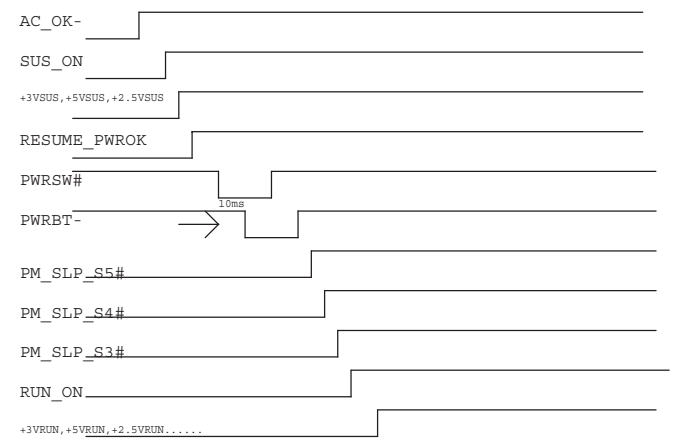 AC_OK-
SUS_ON
+3VSUS,+5VSUS,+2.5VSUS
RESUME_PWROK
PWRSW#
10ms
PWRBT-
PM_SLP_S5#
PM_SLP_S4#
PM_SLP_S3#
RUN_ON
+3VRUN,+5VRUN,+2.5VRUN......